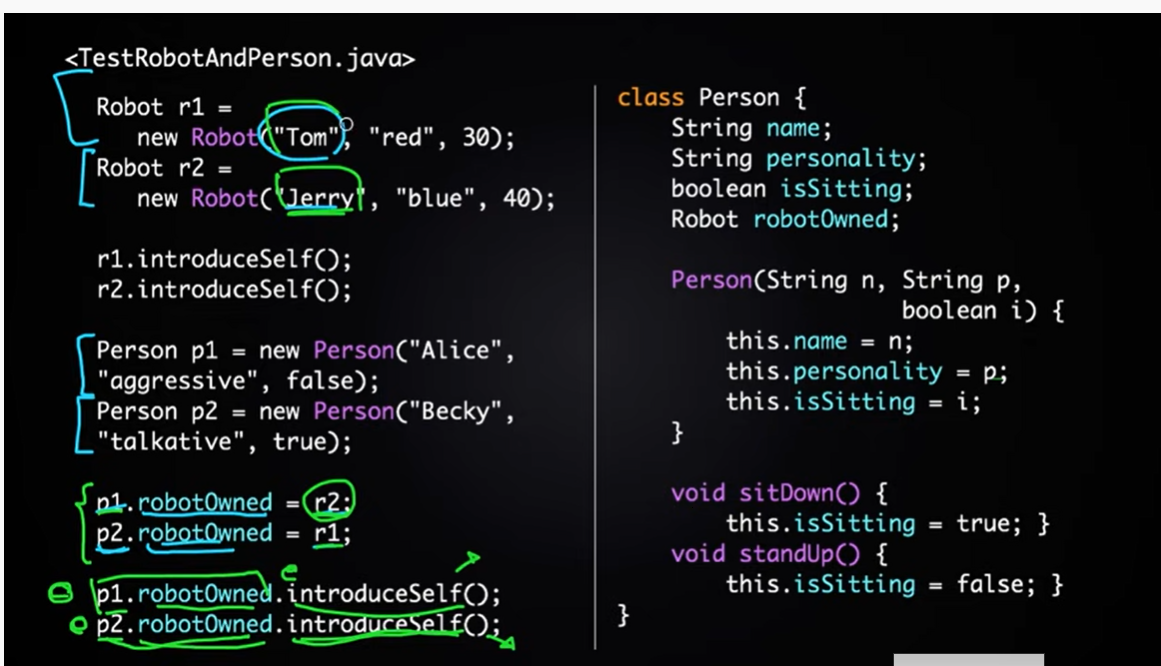 <TestRobotAndPerson.java>
Robot r1 =
new Robot("Tom", "red", 30);
Robot r2 =
new Robot("Jerry", "blue", 40);
r1.introduceSelf();
r2.introduceSelf();
Person p1 = new Person("Alice",
"aggressive", false);
Person p2 = new Person("Becky",
"talkative", true);
p1.robotOwned = r2;
p2.robotOwned = r1;
p1.robotOwned.introduceSelf();
p2.robotOwned.introduceSelf();
class Person {
String name;
String personality;
boolean isSitting;
Robot robotOwned;
Person(String n, String p,
boolean i) {
this.name = n;
this.personality = p;
this.isSitting = i;
}
void sitDown() {
this.isSitting = true; }
void standUp() {
this.isSitting = false; }
}